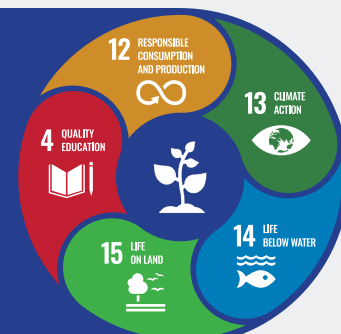 12 RESPONSIBLE
CONSUMPTION
AND PRODUCTION
13 CLIMATE
ACTION
4 QUALITY
EDUCATION
14 LIFE
BELOW WATER
15 LIFE
ON LAND